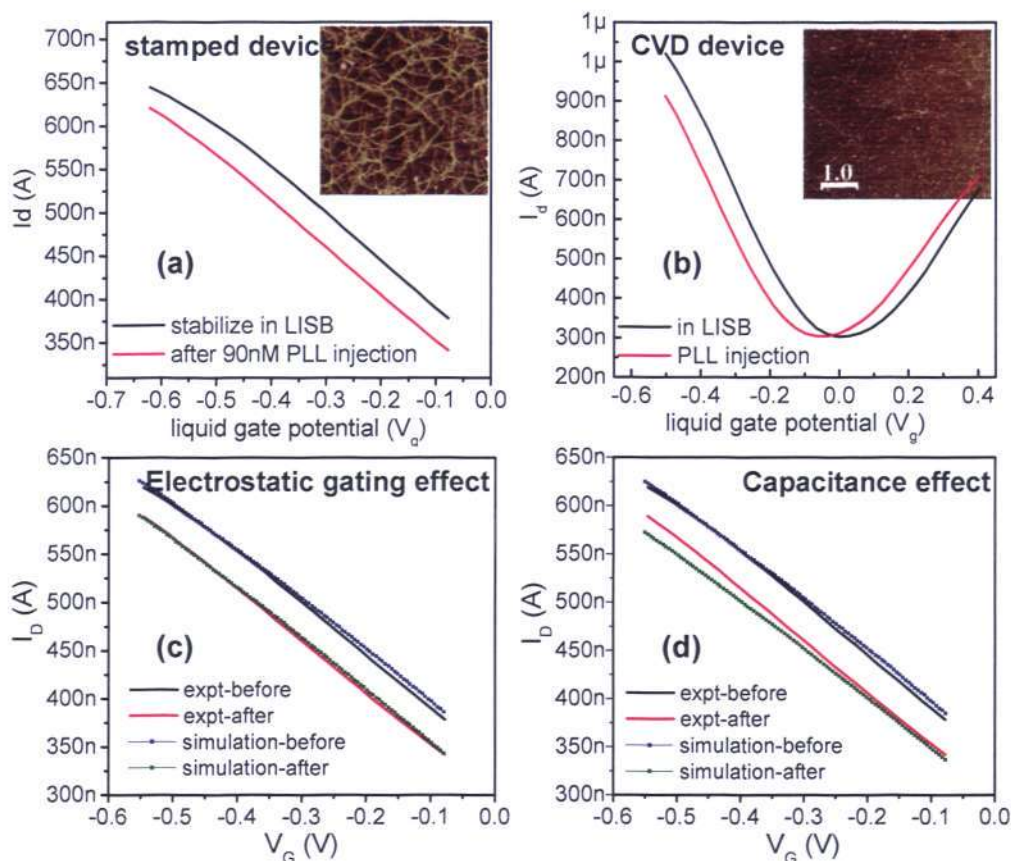 stamped device
700n
650n
600n
550n
500n
450n
400n
350n
Id (A)
(a)
stabilize in LISB
after 90nM PLL injection
-0.7 -0.6 -0.5 -0.4 -0.3 -0.2 -0.1 0.0
liquid gate potential (Vg)
CVD device
1µ
1µ
900n
800n
700n
600n
500n
400n
300n
200n
Id (A)
1.0
(b)
in LISB
PLL injection
-0.6 -0.4 -0.2 0.0 0.2 0.4
liquid gate potential (Vg)
Electrostatic gating effect
650n
600n
550n
500n
450n
400n
350n
300n
ID (A)
(c)
expt-before
expt-after
simulation-before
simulation-after
-0.6 -0.5 -0.4 -0.3 -0.2 -0.1 0.0
VG (V)
Capacitance effect
650n
600n
550n
500n
450n
400n
350n
300n
ID (A)
(d)
expt-before
expt-after
simulation-before
simulation-after
-0.6 -0.5 -0.4 -0.3 -0.2 -0.1 0.0
VG (V)